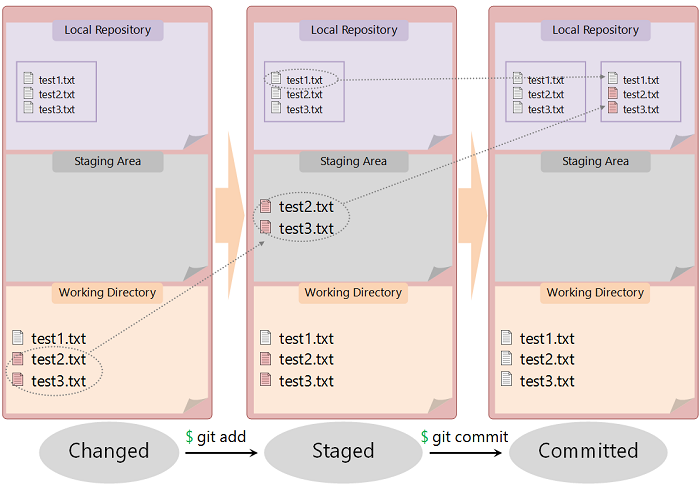 Local Repository
test1.txt
test2.txt
test3.txt
Staging Area
Working Directory
test1.txt
test2.txt
test3.txt
Changed
$ git add
Local Repository
test1.txt
test2.txt
test3.txt
Staging Area
test2.txt
test3.txt
Working Directory
test1.txt
test2.txt
test3.txt
Staged
$ git commit
Local Repository
test1.txt
test2.txt
test3.txt
test1.txt
test2.txt
test3.txt
Staging Area
Working Directory
test1.txt
test2.txt
test3.txt
Committed